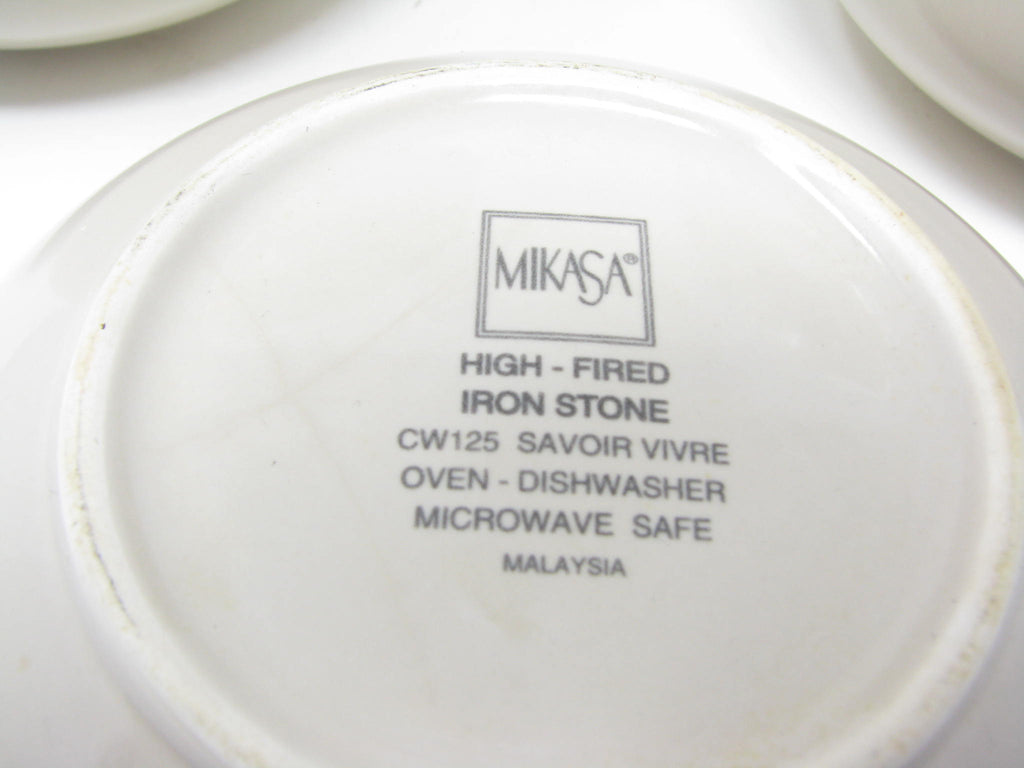 MIKASA®
HIGH - FIRED
IRON STONE
CW125 SAVOIR VIVRE
OVEN - DISHWASHER
MICROWAVE SAFE
MALAYSIA